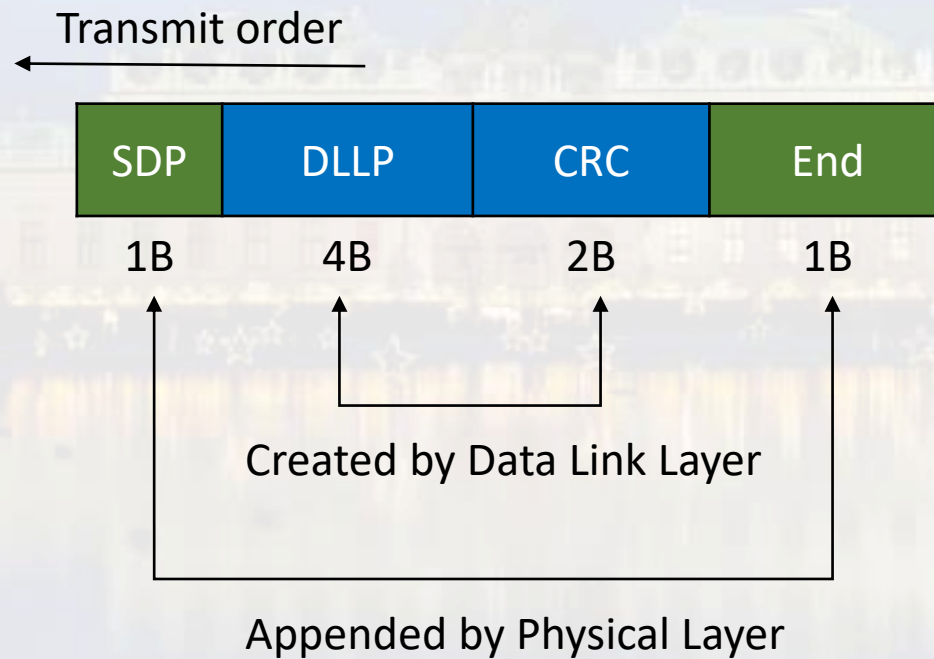 Transmit order
SDP DLLP CRC End
1B 4B 2B 1B
Created by Data Link Layer
Appended by Physical Layer